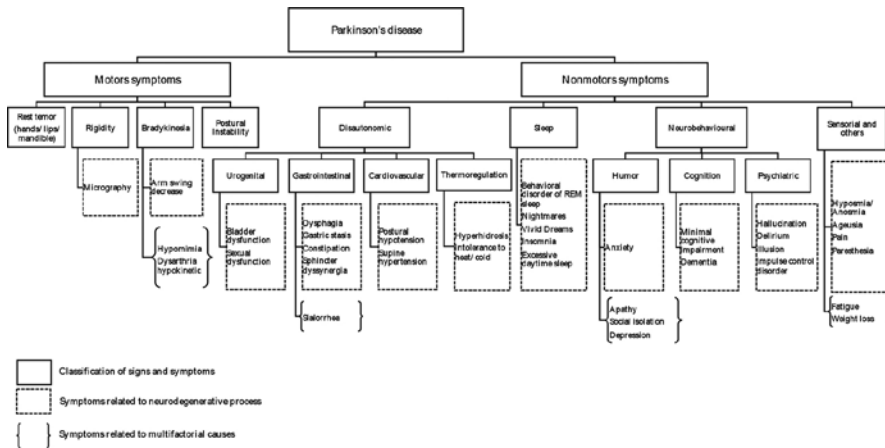 Parkinson's disease
Motors symptoms
Nonmotors symptoms
Rest temor
(hands/ lips/
mandible)
Rigidity
Bradykinesia
Postural
Instability
Disautonomic
Sleep
Neurobehavioural
Sensorial and
others
Micrography
Arm swing
decrease
Hypomimia
Dysarthria
hypokinetic
Urogenital
Gastrointestinal
Cardiovascular
Thermoregulation
Bladder
dysfunction
Sexual
dysfunction
Dysphagia
Gastric stasis
Constipation
Sphincter
dyssynergia
Sialorrhea
Postural
hypotension
Supine
hypertension
Hyperhidrosis
Intolerance to
heat/ cold
Behavioral
disorder of REM
sleep
Nightmares
Vivid Dreams
Insomnia
Excessive
daytime sleep
Humor
Cognition
Psychiatric
Anxiety
Apathy
Social isolation
Depression
Minimal
cognitive
impairment
Dementia
Hallucination
Delirium
Illusion
Impulse control
disorder
Hyposmia/
Anosmia
Ageusia
Pain
Paresthesia
Fatigue
Weight loss
Classification of signs and symptoms
Symptoms related to neurodegenerative process
Symptoms related to multifactorial causes